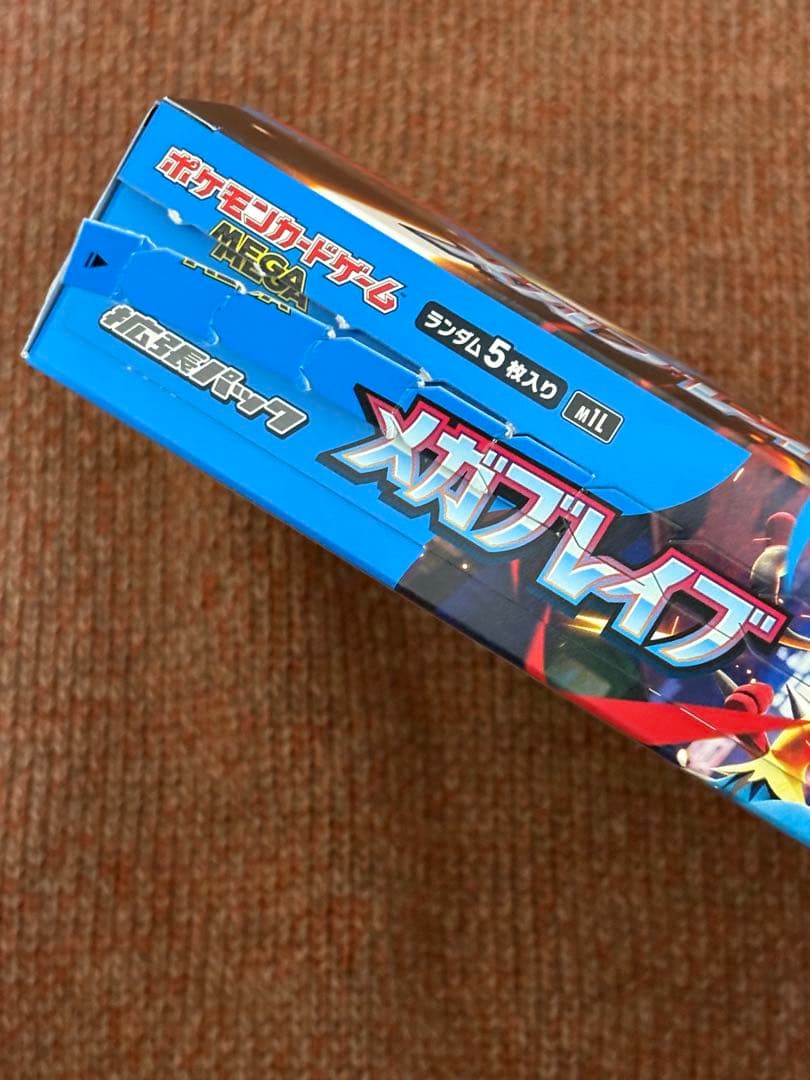 ポケモンカードゲーム
MEGA
拡張パック
ランダム5枚入り
M1L
メガブレイブ